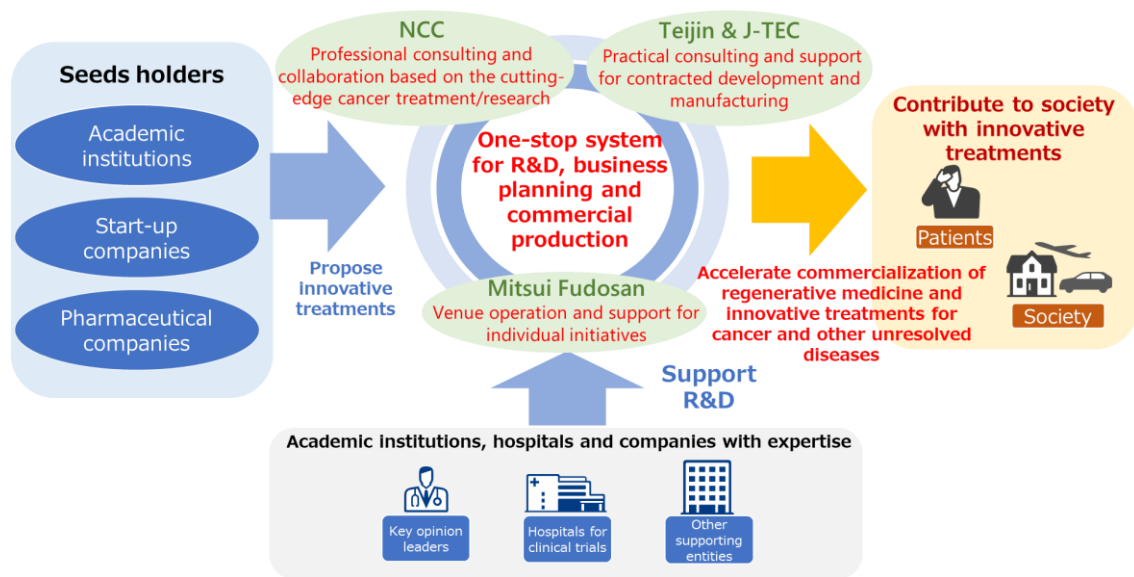 Seeds holders
Academic
institutions
Start-up
companies
Pharmaceutical
companies
Propose
innovative
treatments
NCC
Professional consulting and
collaboration based on the cutting-
edge cancer treatment/research
Teijin & J-TEC
Practical consulting and support
for contracted development and
manufacturing
One-stop system
for R&D, business
planning and
commercial
production
Mitsui Fudosan
Venue operation and support for
individual initiatives
Contribute to society
with innovative
treatments
Patients
Society
Accelerate commercialization of
regenerative medicine and
innovative treatments for
cancer and other unresolved
diseases
Support
R&D
Academic institutions, hospitals and companies with expertise
Key opinion
leaders
Hospitals for
clinical trials
Other
supporting
entities